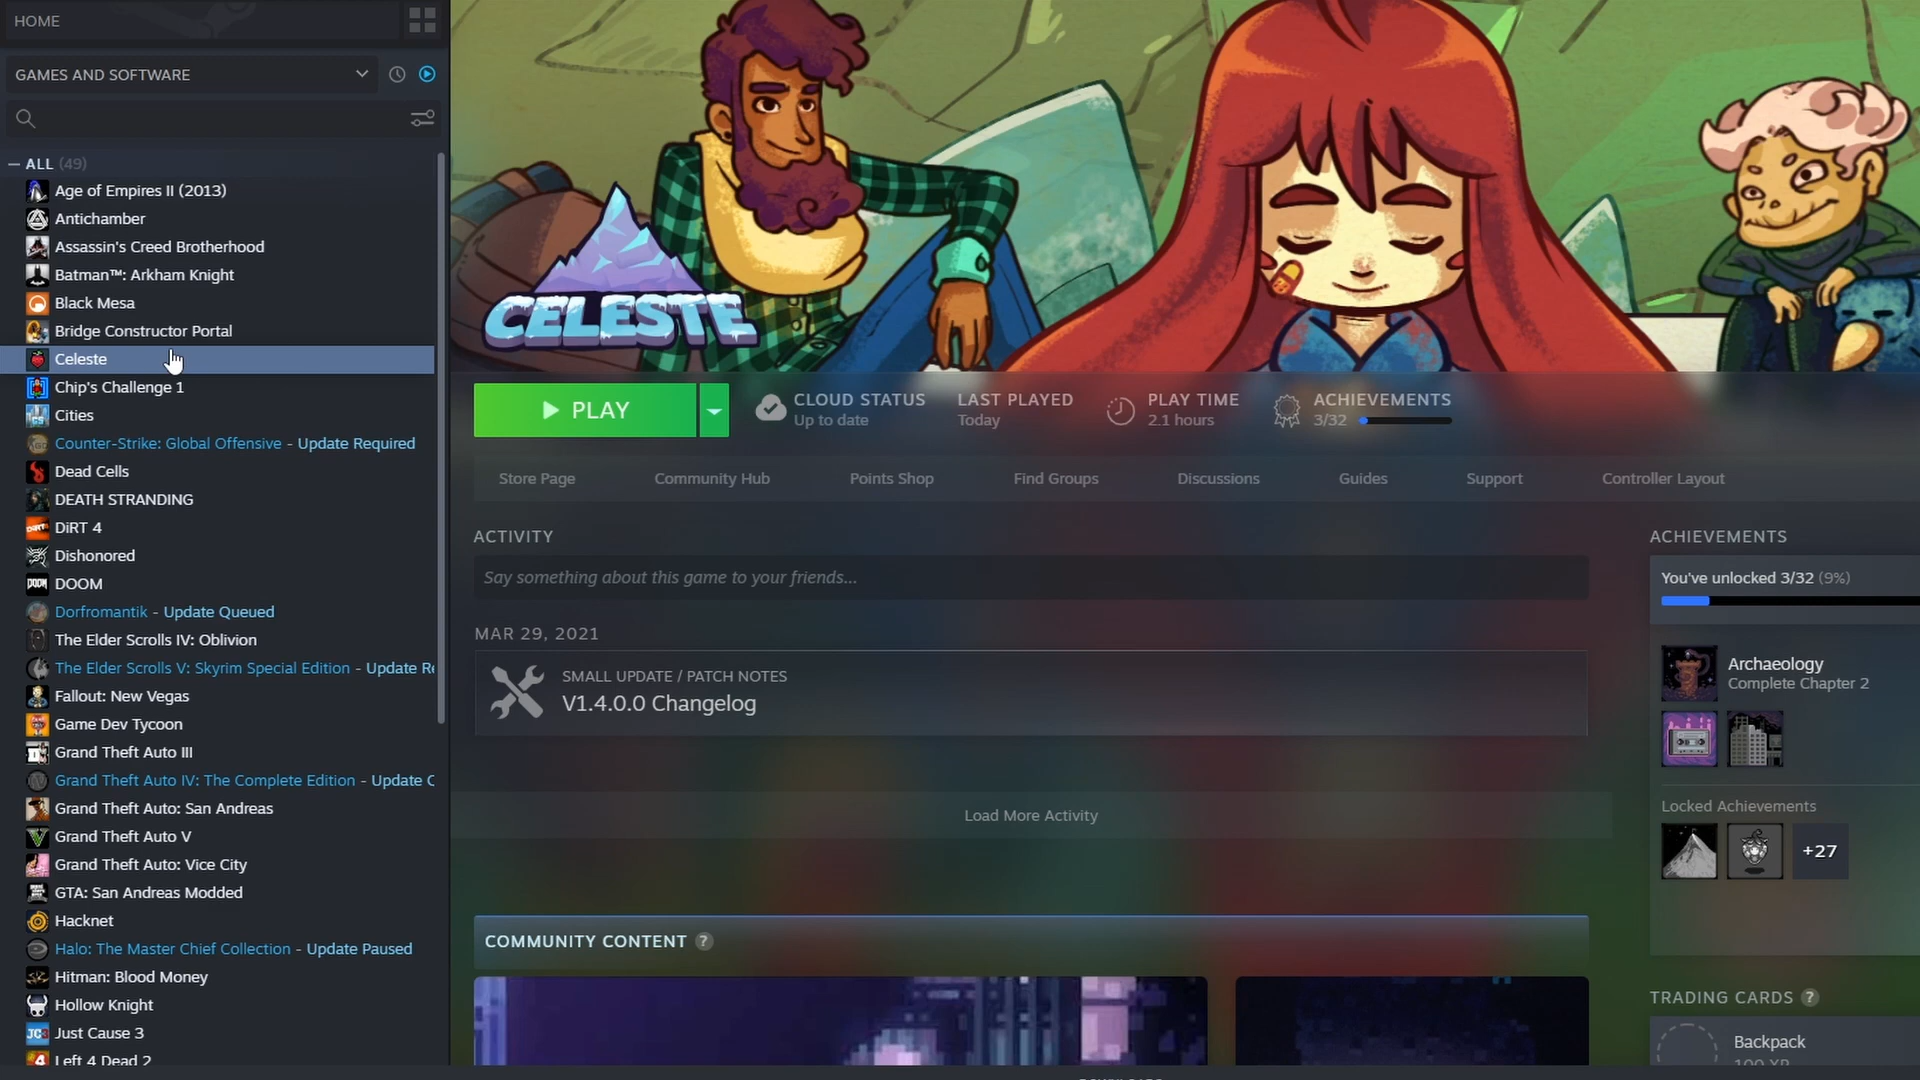 HOME
GAMES AND SOFTWARE
ALL (49)
Age of Empires II (2013)
Antichamber
Assassin's Creed Brotherhood
Batman™: Arkham Knight
Black Mesa
Bridge Constructor Portal
Celeste
Chip's Challenge 1
Cities
Counter-Strike: Global Offensive - Update Required
Dead Cells
DEATH STRANDING
DiRT 4
Dishonored
DOOM
Dorfromantik - Update Queued
The Elder Scrolls IV: Oblivion
The Elder Scrolls V: Skyrim Special Edition - Update Re
Fallout: New Vegas
Game Dev Tycoon
Grand Theft Auto III
Grand Theft Auto IV: The Complete Edition - Update
Grand Theft Auto: San Andreas
Grand Theft Auto V
Grand Theft Auto: Vice City
GTA: San Andreas Modded
Hacknet
Halo: The Master Chief Collection - Update Paused
Hitman: Blood Money
Hollow Knight
Just Cause 3
Left 4 Dead 2
CELESTE
PLAY
CLOUD STATUS
Up to date
LAST PLAYED
Today
PLAY TIME
2.1 hours
ACHIEVEMENTS
3/32
Store Page
Community Hub
Points Shop
Find Groups
Discussions
Guides
Support
Controller Layout
ACTIVITY
Say something about this game to your friends...
MAR 29, 2021
SMALL UPDATE / PATCH NOTES
V1.4.0.0 Changelog
Load More Activity
COMMUNITY CONTENT ?
ACHIEVEMENTS
You've unlocked 3/32 (9%)
Archaeology
Complete Chapter 2
Locked Achievements
+27
TRADING CARDS ?
Backpack
100 XP